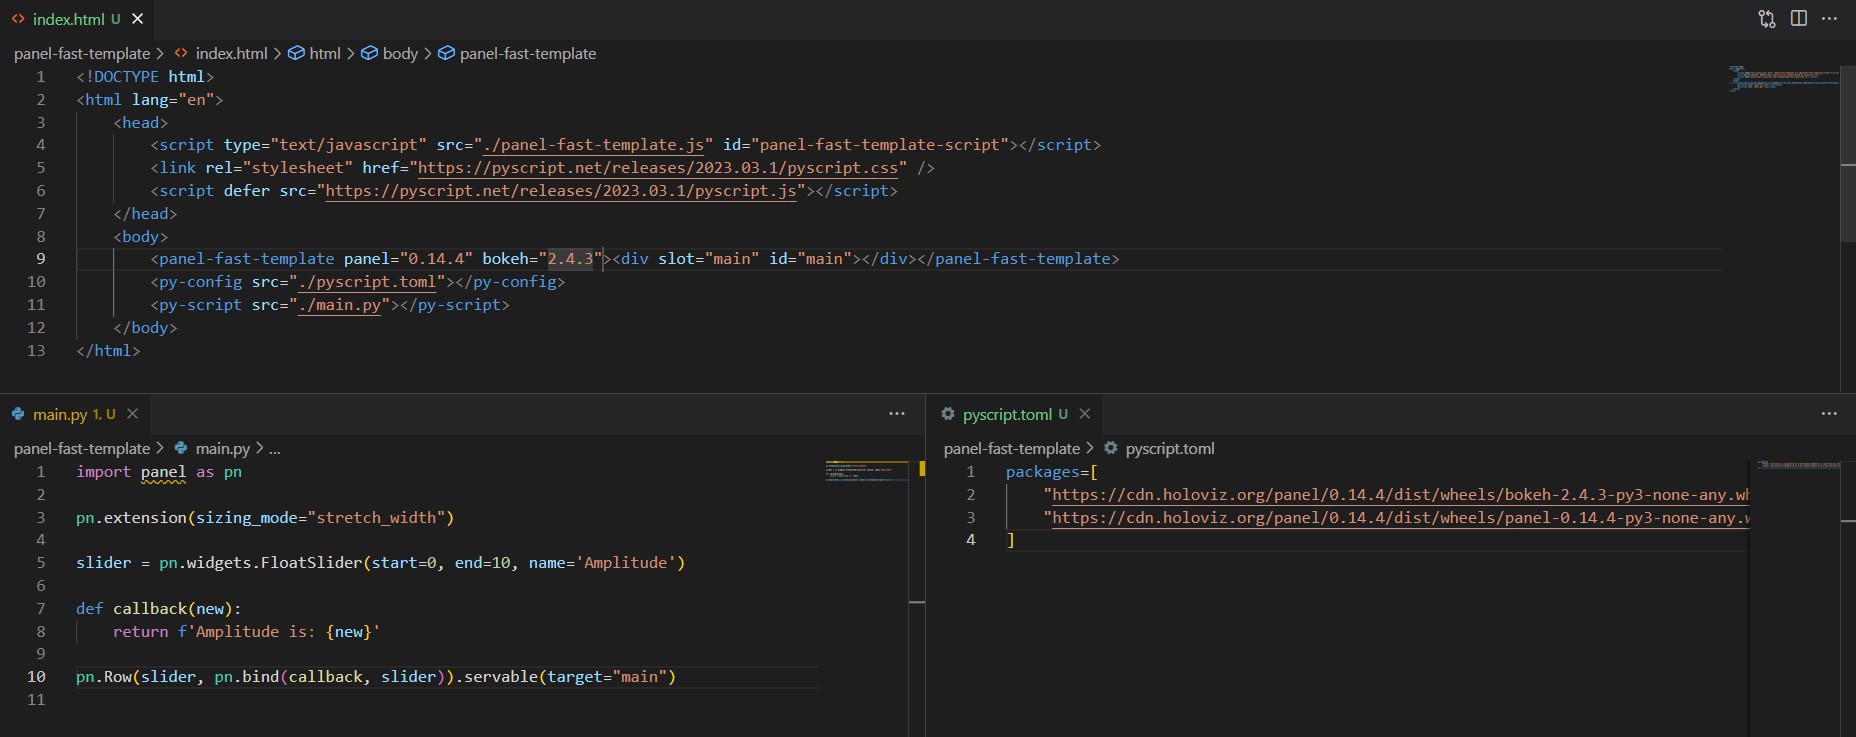 index.html U
panel-fast-template > index.html > html > body > panel-fast-template
1 <!DOCTYPE html>
2 <html lang="en">
3 <head>
4 <script type="text/javascript" src="./panel-fast-template.js" id="panel-fast-template-script"></script>
5 <link rel="stylesheet" href="https://pyscript.net/releases/2023.03.1/pyscript.css" />
6 <script defer src="https://pyscript.net/releases/2023.03.1/pyscript.js"></script>
7 </head>
8 <body>
9 <panel-fast-template panel="0.14.4" bokeh="2.4.3"><div slot="main" id="main"></div></panel-fast-template>
10 <py-config src="./pyscript.toml"></py-config>
11 <py-script src="./main.py"></py-script>
12 </body>
13 </html>
main.py 1, U
panel-fast-template > main.py > ...
1 import panel as pn
2
3 pn.extension(sizing_mode="stretch_width")
4
5 slider = pn.widgets.FloatSlider(start=0, end=10, name='Amplitude')
6
7 def callback(new):
8 return f'Amplitude is: {new}'
9
10 pn.Row(slider, pn.bind(callback, slider)).servable(target="main")
11
pyscript.toml U
panel-fast-template > pyscript.toml
1 packages=[
2 "https://cdn.holoviz.org/panel/0.14.4/dist/wheels/bokeh-2.4.3-py3-none-any.wh
3 "https://cdn.holoviz.org/panel/0.14.4/dist/wheels/panel-0.14.4-py3-none-any.w
4 ]